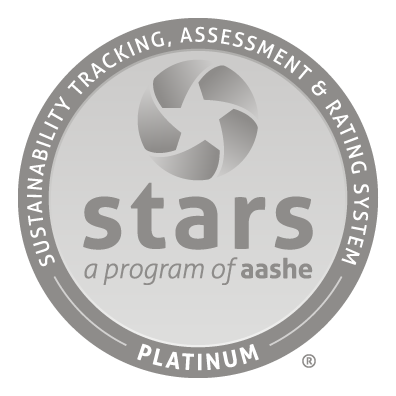 SUSTAINABILITY TRACKING, ASSESSMENT & RATING SYSTEM
stars
a program of aashe
PLATINUM
®